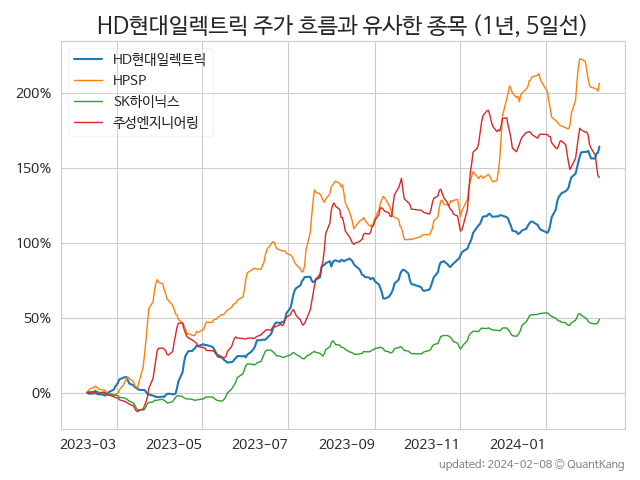 HD현대일렉트릭 주가 흐름과 유사한 종목 (1년, 5일선)
HD현대일렉트릭
HPSP
SK하이닉스
주성엔지니어링
200%
150%
100%
50%
0%
2023-03 2023-05 2023-07 2023-09 2023-11 2024-01
updated: 2024-02-08 © QuantKang